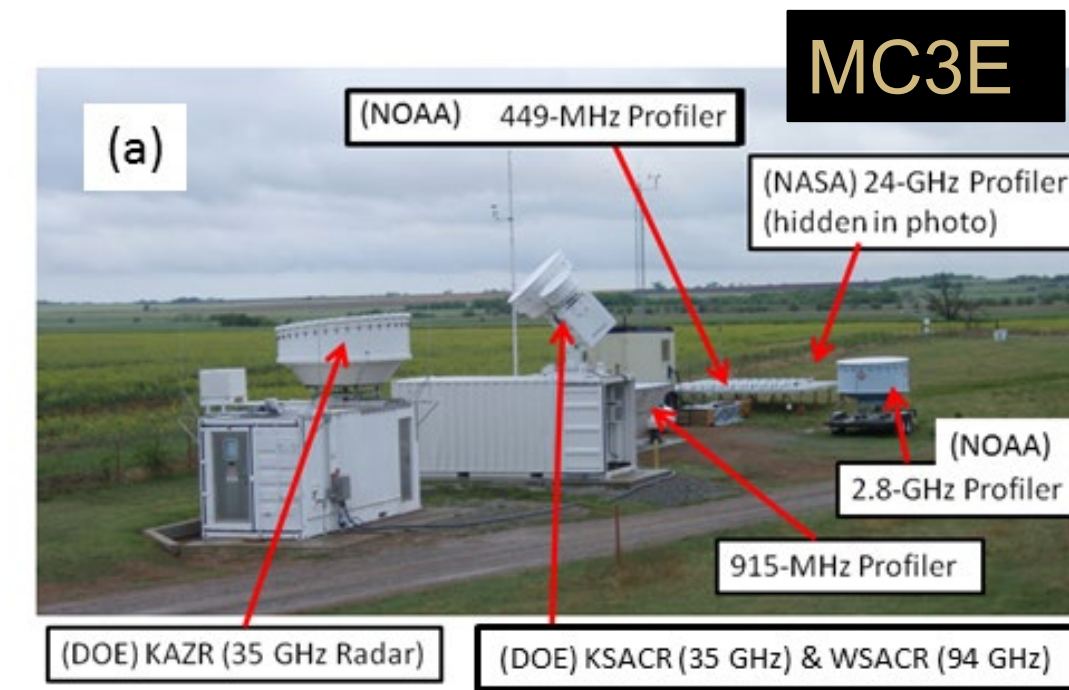 MC3E
(a)
(NOAA) 449-MHz Profiler
(NASA) 24-GHz Profiler
(hidden in photo)
(NOAA)
2.8-GHz Profiler
915-MHz Profiler
(DOE) KAZR (35 GHz Radar)
(DOE) KSACR (35 GHz) & WSACR (94 GHz)